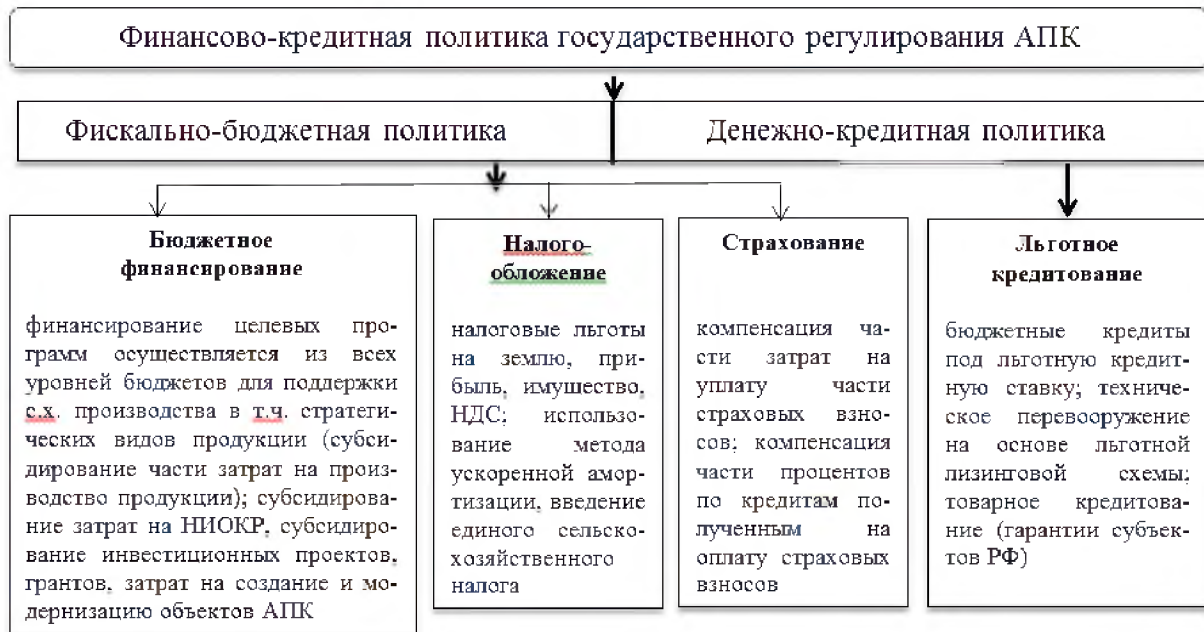 Финансово-кредитная политика государственного регулирования АПК
Фискально-бюджетная политика
Денежно-кредитная политика
Бюджетное
финансирование
финансирование целевых про-
грамм осуществляется из всех
уровней бюджетов для поддержки
с.х. производства в т.ч. стратеги-
ческих видов продукции (субси-
дирование части затрат на произ-
водство продукции); субсидирова-
ние затрат на НИОКР, субсидиро-
вание инвестиционных проектов,
грантов, затрат на создание и мо-
дернизацию объектов АПК
Налого-
обложение
налоговые льготы
на землю, при-
быль, имущество,
НДС; использо-
вание метода
ускоренной амор-
тизации, введение
единого сельско-
хозяйственного
налога
Страхование
компенсация ча-
сти затрат на
уплату части
страховых взно-
сов; компенсация
части процентов
по кредитам по-
лученным на
оплату страховых
взносов
Льготное
кредитование
бюджетные кредиты
под льготную кредит-
ную ставку; техниче-
ское перевооружение
на основе льготной
лизинговой схемы;
товарное кредитова-
ние (гарантии субъек-
тов РФ)